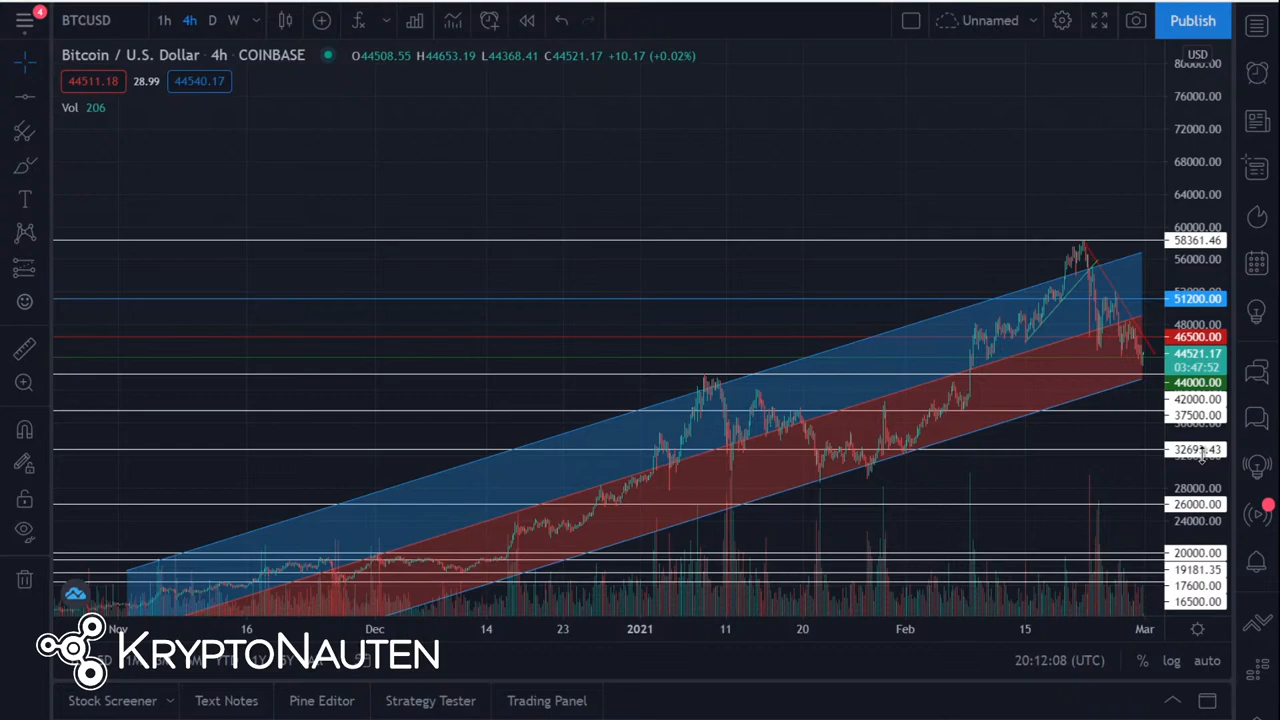 4
BTCUSD 1h 4h D W Unnamed Publish
Bitcoin / U.S. Dollar · 4h · COINBASE O44508.55 H44653.19 L44368.41 C44521.17 +10.17 (+0.02%) USD
44511.18 28.99 44540.17
Vol 206
76000.00
72000.00
68000.00
64000.00
60000.00
58361.46
56000.00
51200.00
48000.00
46500.00
44521.17
03:47:52
44000.00
42000.00
37500.00
28000.00
26000.00
24000.00
20000.00
19181.35
17600.00
16500.00
Nov 16 Dec 14 23 2021 11 20 Feb 15 Mar
KRYPTONAUTEN
20:12:08 (UTC) % log auto
Stock Screener Text Notes Pine Editor Strategy Tester Trading Panel